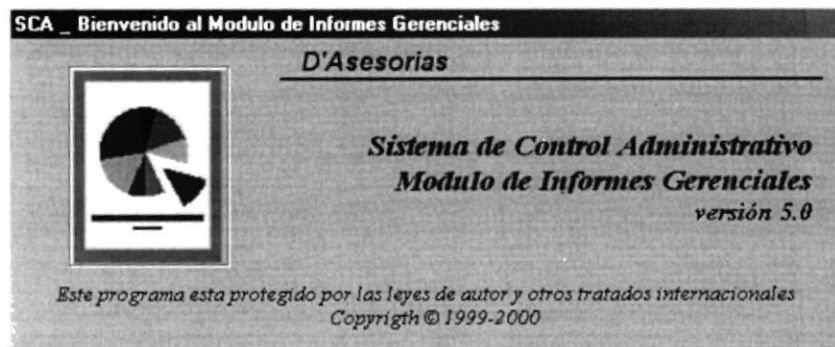 SCA _ Bienvenido al Modulo de Informes Gerenciales
D'Asesorias
Sistema de Control Administrativo
Modulo de Informes Gerenciales
versión 5.0
Este programa esta protegido por las leyes de autor y otros tratados internacionales
Copyrigth © 1999-2000